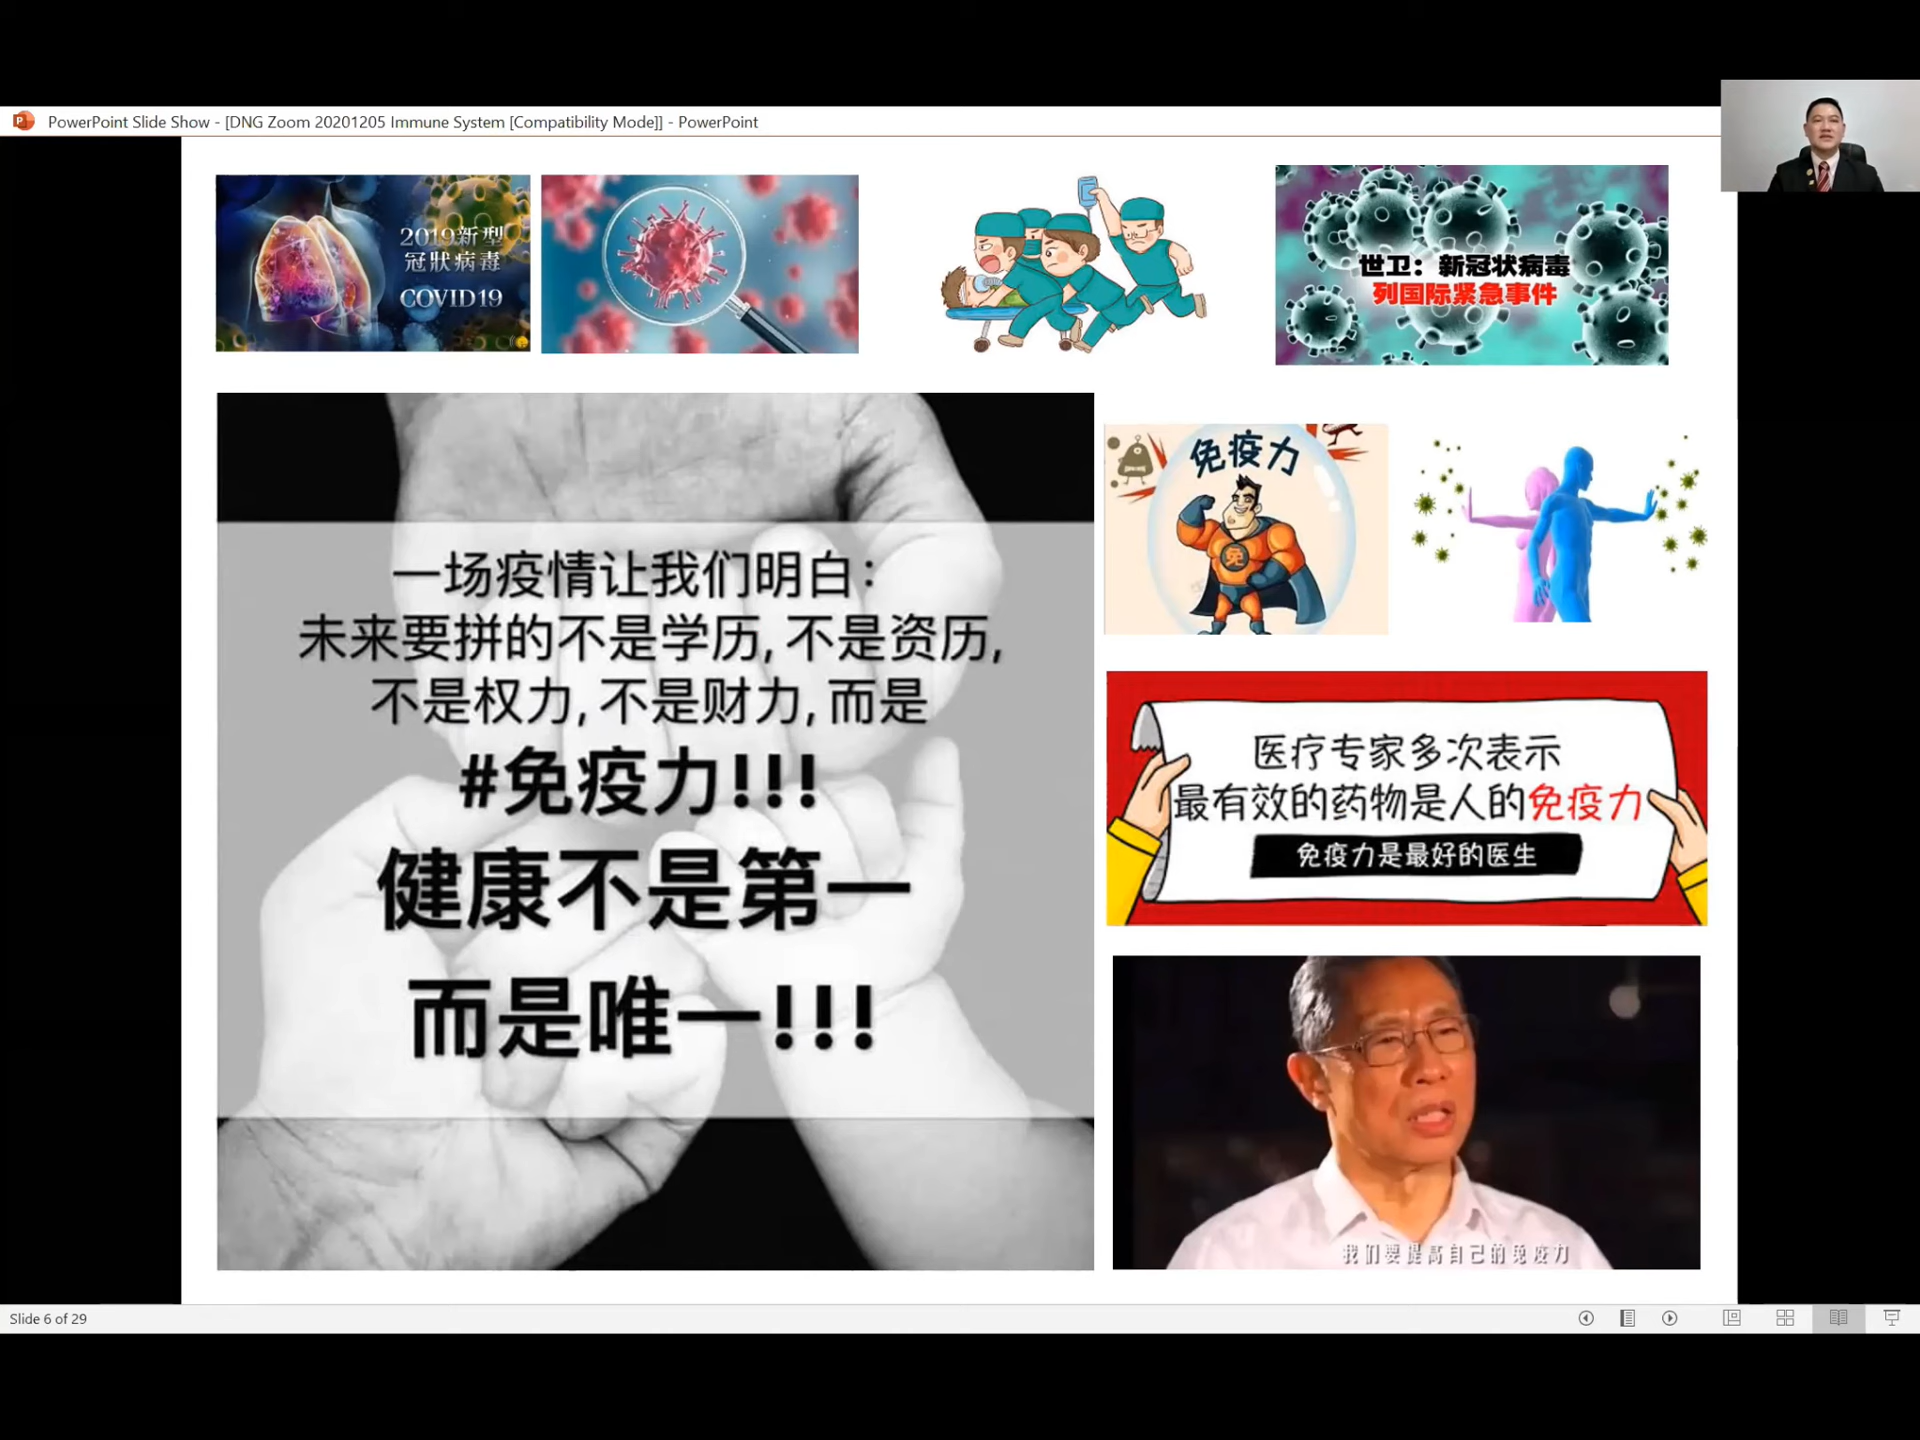 PowerPoint Slide Show - [DNG Zoom 20201205 Immune System [Compatibility Mode]] - PowerPoint
2019新型
冠狀病毒
COVID19
世卫：新冠状病毒
列国际紧急事件
一场疫情让我们明白：
未来要拼的不是学历，不是资历，
不是权力，不是财力，而是
#免疫力!!!
健康不是第一
而是唯一!!!
免疫力
免
医疗专家多次表示
最有效的药物是人的免疫力
免疫力是最好的医生
我们要提高自己的免疫力
Slide 6 of 29